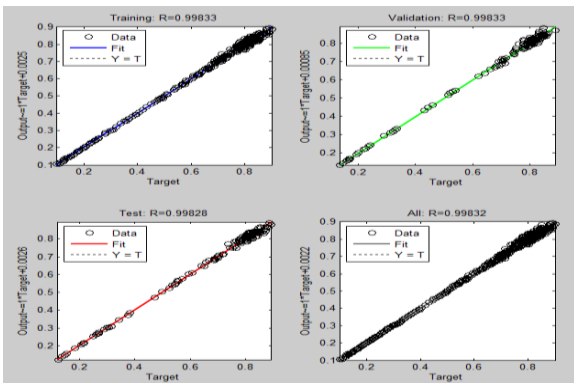 Training: R=0.99833
Data
Fit
Y = T
Output~=1*Target+0.0025
0.9
0.8
0.7
0.6
0.5
0.4
0.3
0.2
0.1
0.2
0.4
0.6
0.8
Target
Validation: R=0.99833
Data
Fit
Y = T
Output~=1*Target+0.00085
0.8
0.7
0.6
0.5
0.4
0.3
0.2
0.2
0.4
0.6
0.8
Target
Test: R=0.99828
Data
Fit
Y = T
Output~=1*Target+0.0026
0.8
0.7
0.6
0.5
0.4
0.3
0.2
0.2
0.4
0.6
0.8
Target
All: R=0.99832
Data
Fit
Y = T
Output~=1*Target+0.0022
0.9
0.8
0.7
0.6
0.5
0.4
0.3
0.2
0.1
0.2
0.4
0.6
0.8
Target